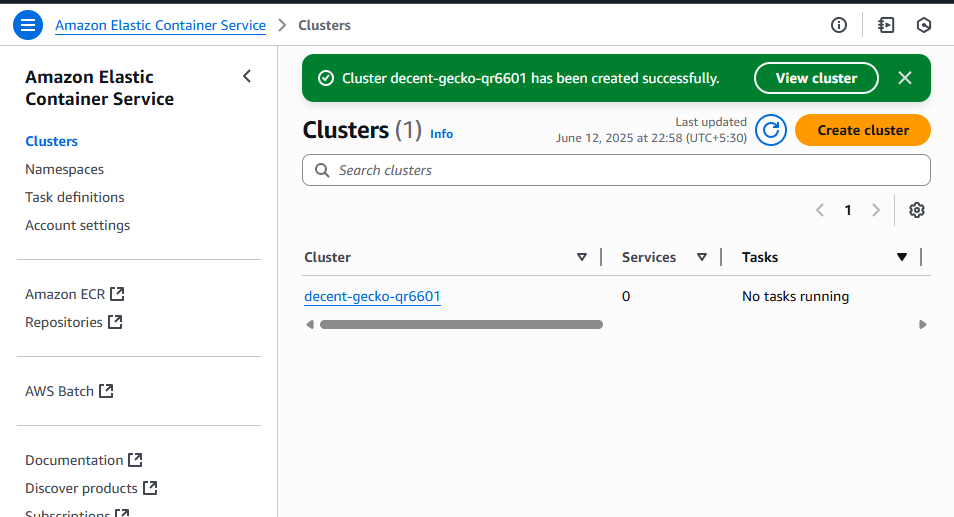 Amazon Elastic Container Service > Clusters
Amazon Elastic
Container Service
Clusters
Namespaces
Task definitions
Account settings
Amazon ECR
Repositories
AWS Batch
Documentation
Discover products
Subscriptions
Cluster decent-gecko-qr6601 has been created successfully.
View cluster
Clusters (1) Info
Last updated
June 12, 2025 at 22:58 (UTC+5:30)
Create cluster
Search clusters
1
Cluster Services Tasks
decent-gecko-qr6601 0 No tasks running